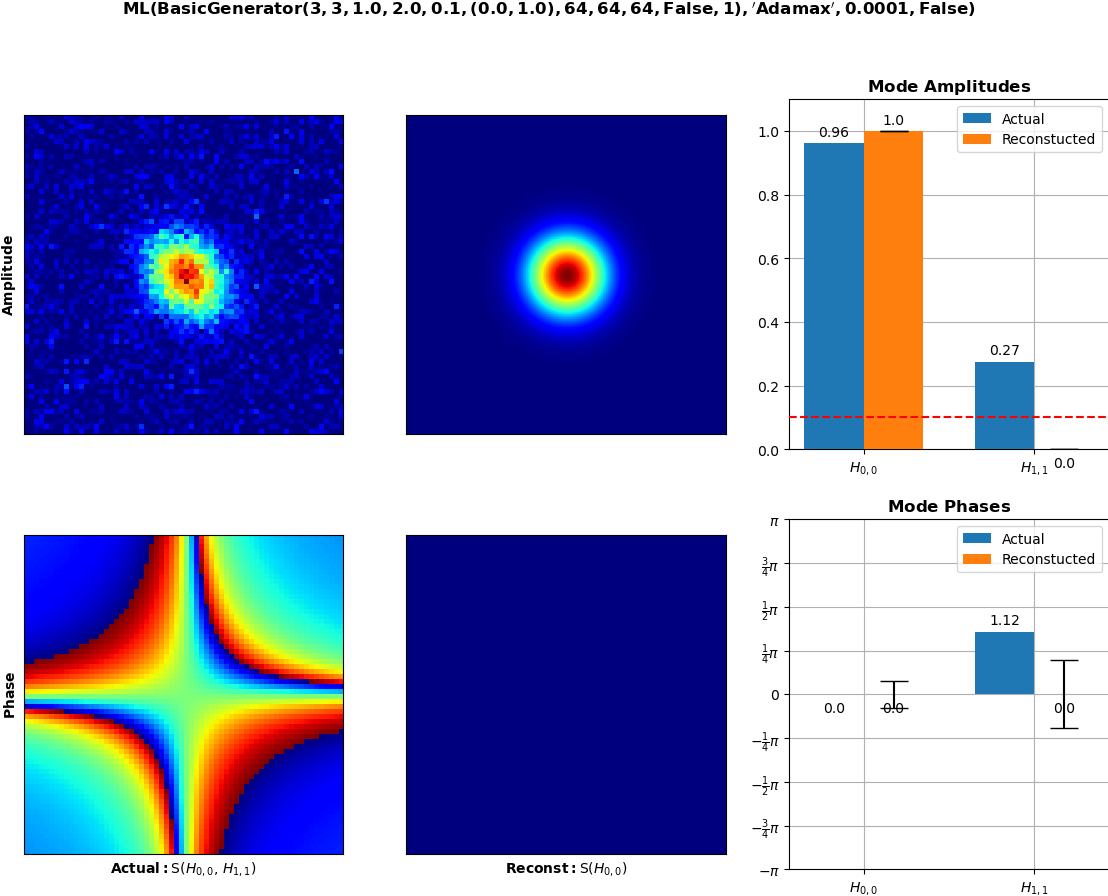 ML(BasicGenerator(3, 3, 1.0, 2.0, 0.1, (0.0, 1.0), 64, 64, 64, False, 1), ′Adamax′, 0.0001, False)
Amplitude
Mode Amplitudes
Actual
Reconstucted
1.0
0.8
0.6
0.4
0.2
0.0
0.96
1.0
0.27
0.0
H0,0
H1,1
Phase
Actual: S(H0,0, H1,1)
Reconst: S(H0,0)
Mode Phases
Actual
Reconstucted
π
3/4π
1/2π
1/4π
0
−1/4π
−1/2π
−3/4π
−π
0.0
0.0
1.12
0.0
H0,0
H1,1